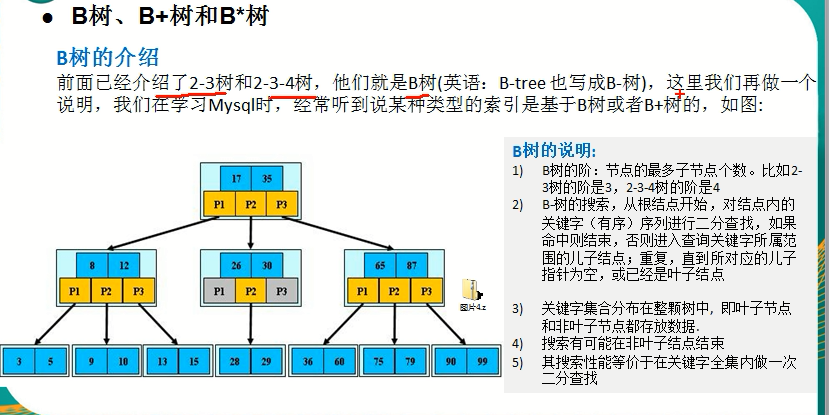 ● B树、B+树和B*树
B树的介绍
前面已经介绍了2-3树和2-3-4树，他们就是B树(英语：B-tree 也写成B-树)，这里我们再做一个
说明，我们在学习Mysql时，经常听到说某种类型的索引是基于B树或者B+树的，如图:
17 35
P1 P2 P3
8 12
P1 P2 P3
26 30
P1 P2 P3
65 87
P1 P2 P3
3 5
9 10
13 15
28 29
36 60
75 79
90 99
图片4.z
B树的说明:
1) B树的阶：节点的最多子节点个数。比如2-
3树的阶是3，2-3-4树的阶是4
2) B-树的搜索，从根结点开始，对结点内的
关键字（有序）序列进行二分查找，如果
命中则结束，否则进入查询关键字所属范
围的儿子结点；重复，直到所对应的儿子
指针为空，或已经是叶子结点
3) 关键字集合分布在整颗树中, 即叶子节点
和非叶子节点都存放数据.
4) 搜索有可能在非叶子结点结束
5) 其搜索性能等价于在关键字全集内做一次
二分查找